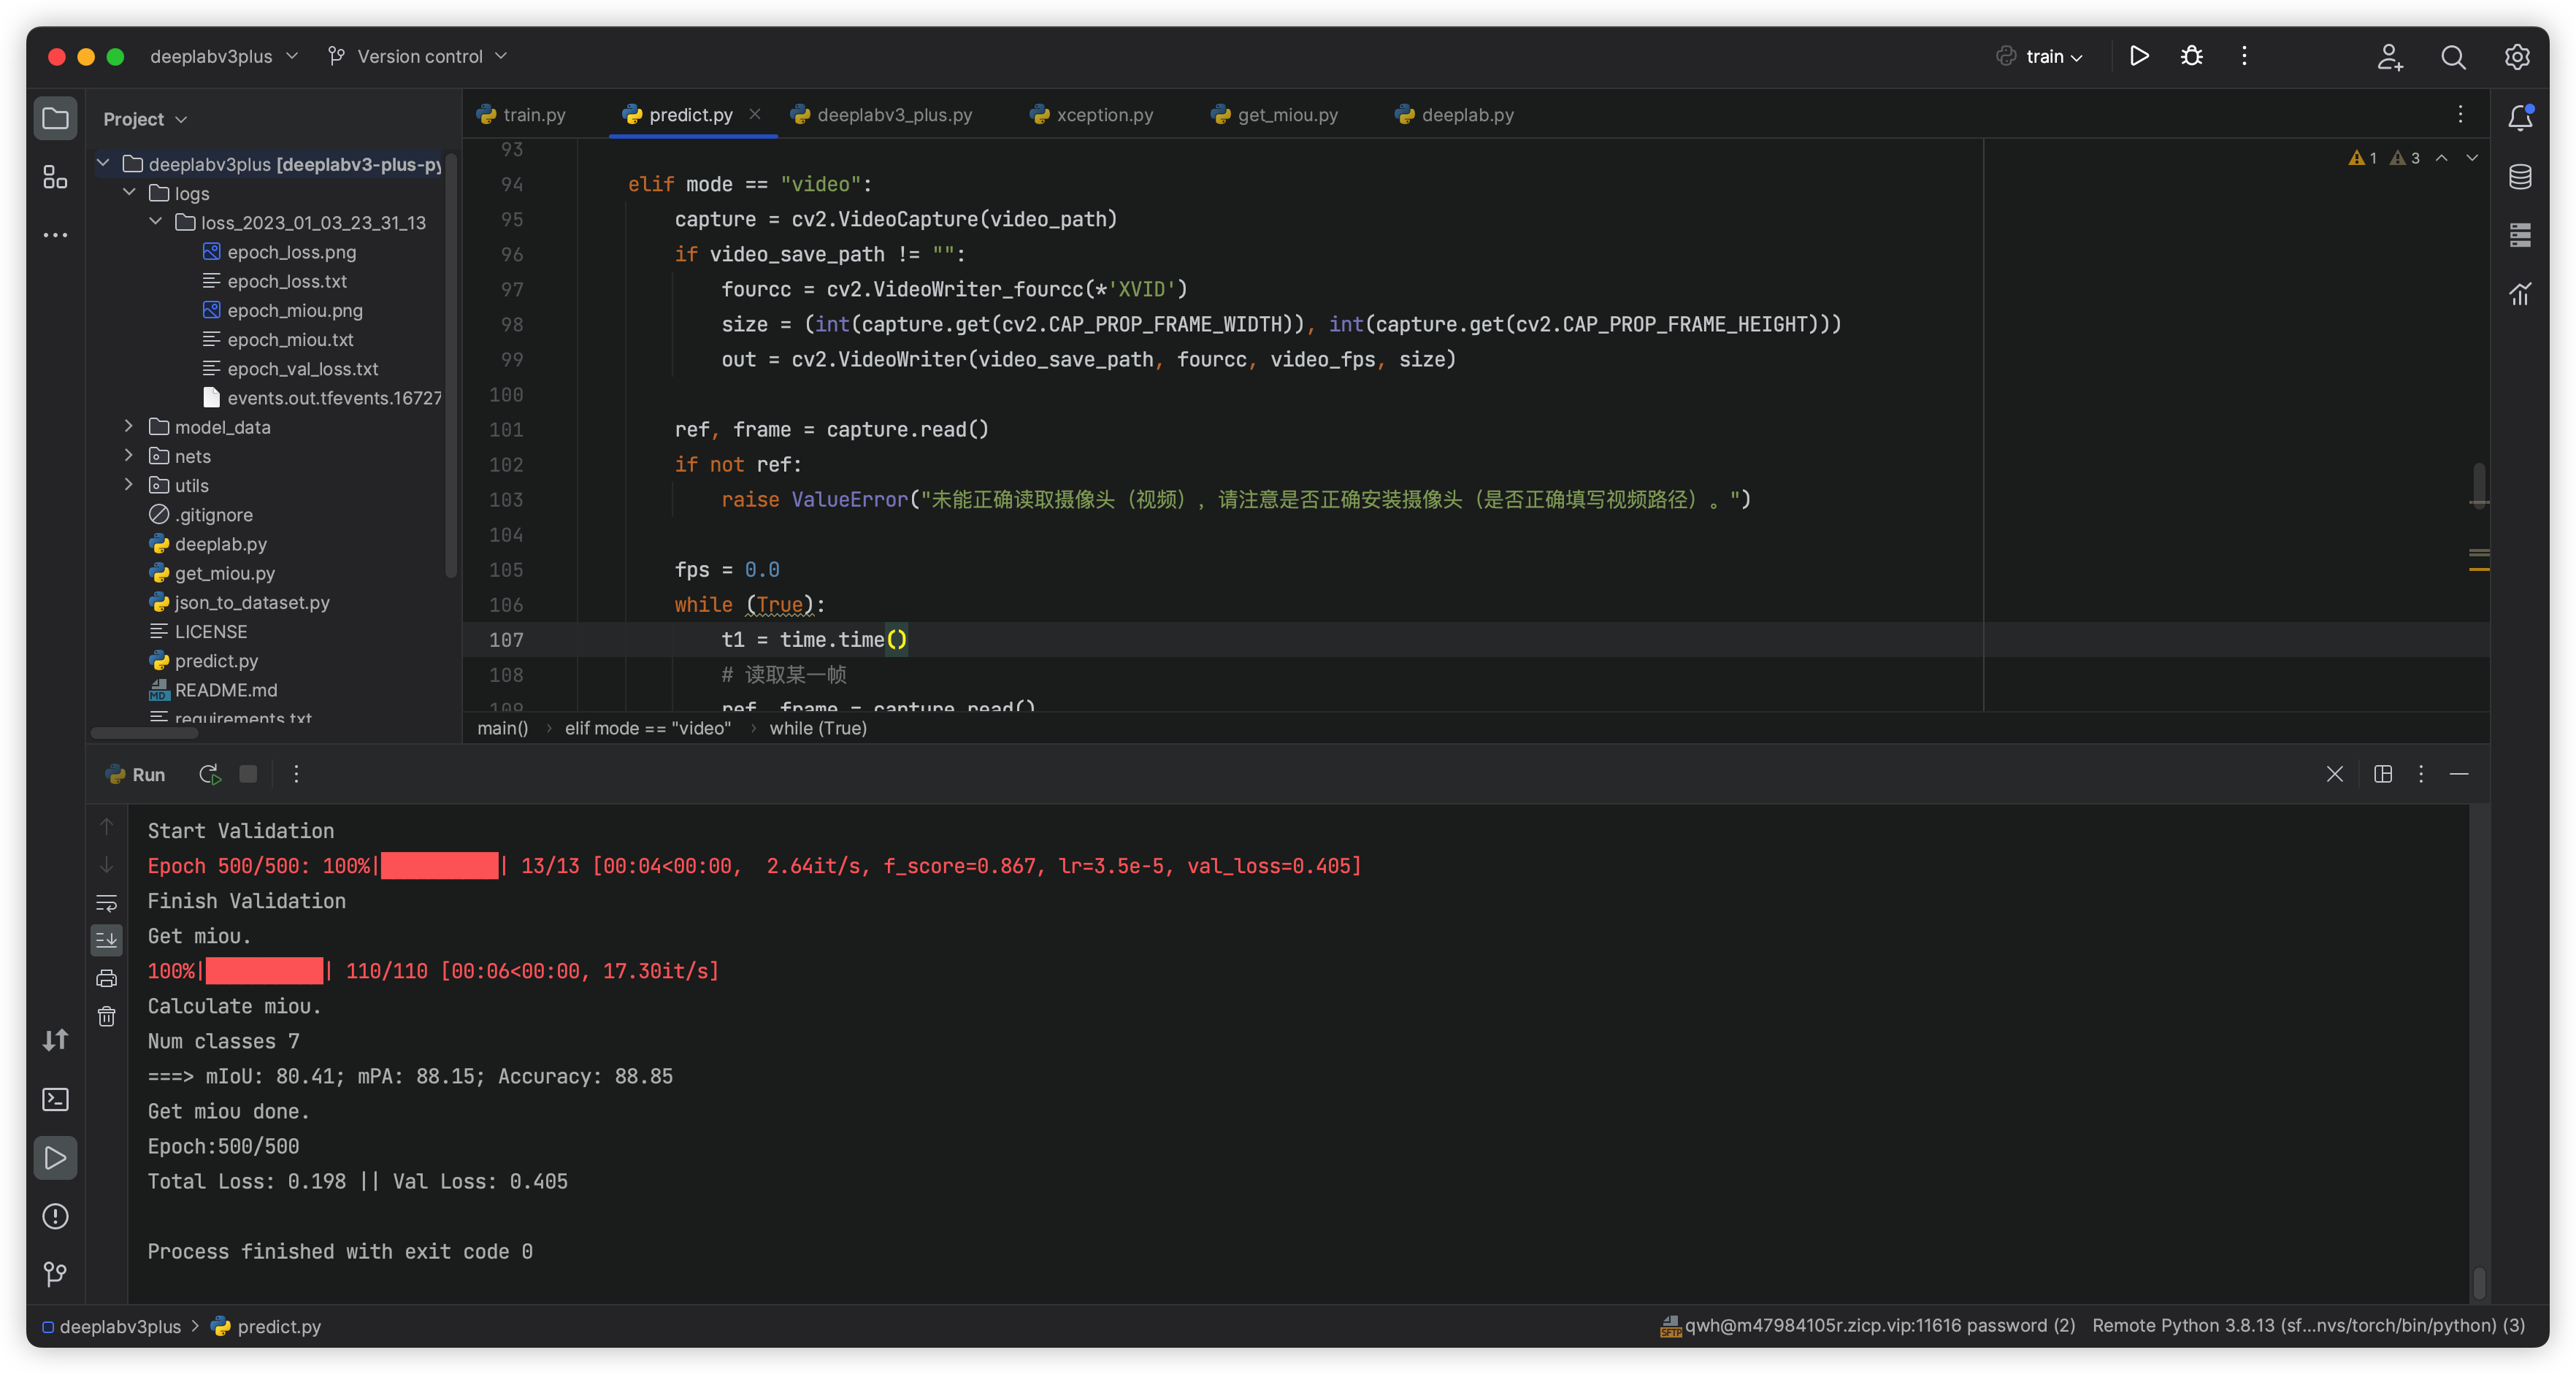 deeplabv3plus Version control train
Project
train.py predict.py deeplabv3_plus.py xception.py get_miou.py deeplab.py
deeplabv3plus [deeplabv3-plus-py
logs
loss_2023_01_03_23_31_13
epoch_loss.png
epoch_loss.txt
epoch_miou.png
epoch_miou.txt
epoch_val_loss.txt
events.out.tfevents.16727
model_data
nets
utils
.gitignore
deeplab.py
get_miou.py
json_to_dataset.py
LICENSE
predict.py
MD README.md
requirements.txt
1 3
93
94 elif mode == "video":
95 capture = cv2.VideoCapture(video_path)
96 if video_save_path != "":
97 fourcc = cv2.VideoWriter_fourcc(*'XVID')
98 size = (int(capture.get(cv2.CAP_PROP_FRAME_WIDTH)), int(capture.get(cv2.CAP_PROP_FRAME_HEIGHT)))
99 out = cv2.VideoWriter(video_save_path, fourcc, video_fps, size)
100
101 ref, frame = capture.read()
102 if not ref:
103 raise ValueError("未能正确读取摄像头（视频），请注意是否正确安装摄像头（是否正确填写视频路径）。")
104
105 fps = 0.0
106 while (True):
107 t1 = time.time()
108 # 读取某一帧
109 ref, frame = capture.read()
main() › elif mode == "video" › while (True)
Run
Start Validation
Epoch 500/500: 100%|██████████| 13/13 [00:04<00:00,  2.64it/s, f_score=0.867, lr=3.5e-5, val_loss=0.405]
Finish Validation
Get miou.
100%|██████████| 110/110 [00:06<00:00, 17.30it/s]
Calculate miou.
Num classes 7
===> mIoU: 80.41; mPA: 88.15; Accuracy: 88.85
Get miou done.
Epoch:500/500
Total Loss: 0.198 || Val Loss: 0.405
Process finished with exit code 0
deeplabv3plus > predict.py
SFTP qwh@m47984105r.zicp.vip:11616 password (2) Remote Python 3.8.13 (sf...nvs/torch/bin/python) (3)